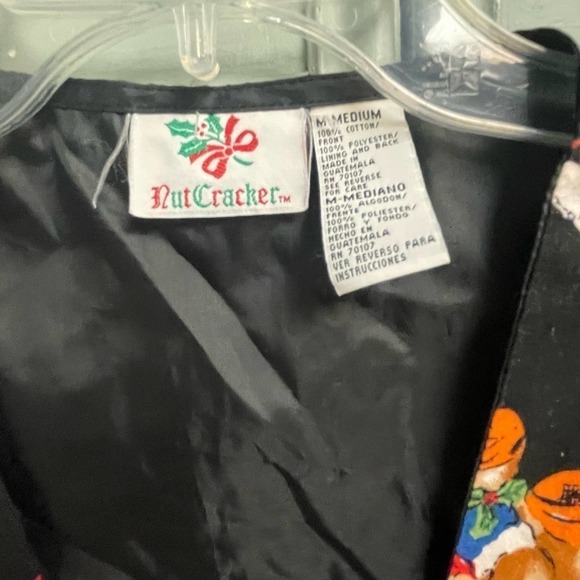 NutCracker™
M-MEDIUM
100% COTTON/
FRONT
100% POLYESTER/
LINING AND BACK
MADE IN
GUATEMALA
RN 70107
SEE REVERSE
FOR CARE
M-MEDIANO
100% ALGODON/
FRENTE
100% POLIESTER/
FORRO Y FONDO
HECHO EN
GUATEMALA
RN 70107
VER REVERSO PARA
INSTRUCCIONES